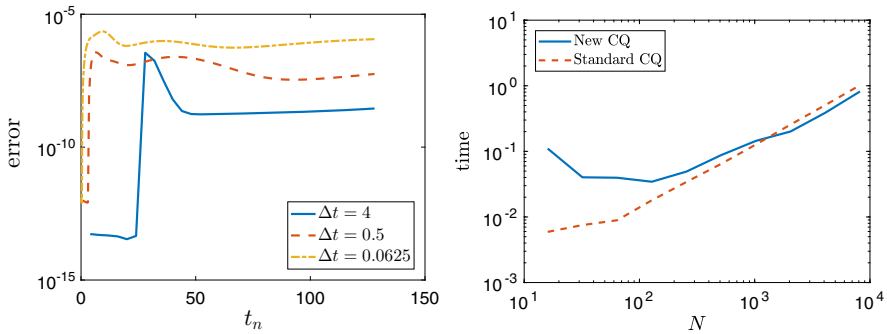 10^-5
10^-10
10^-15
error
0
50
100
150
t_n
Δt = 4
Δt = 0.5
Δt = 0.0625
10^1
10^0
10^-1
10^-2
10^-3
time
10^1
10^2
10^3
10^4
N
New CQ
Standard CQ